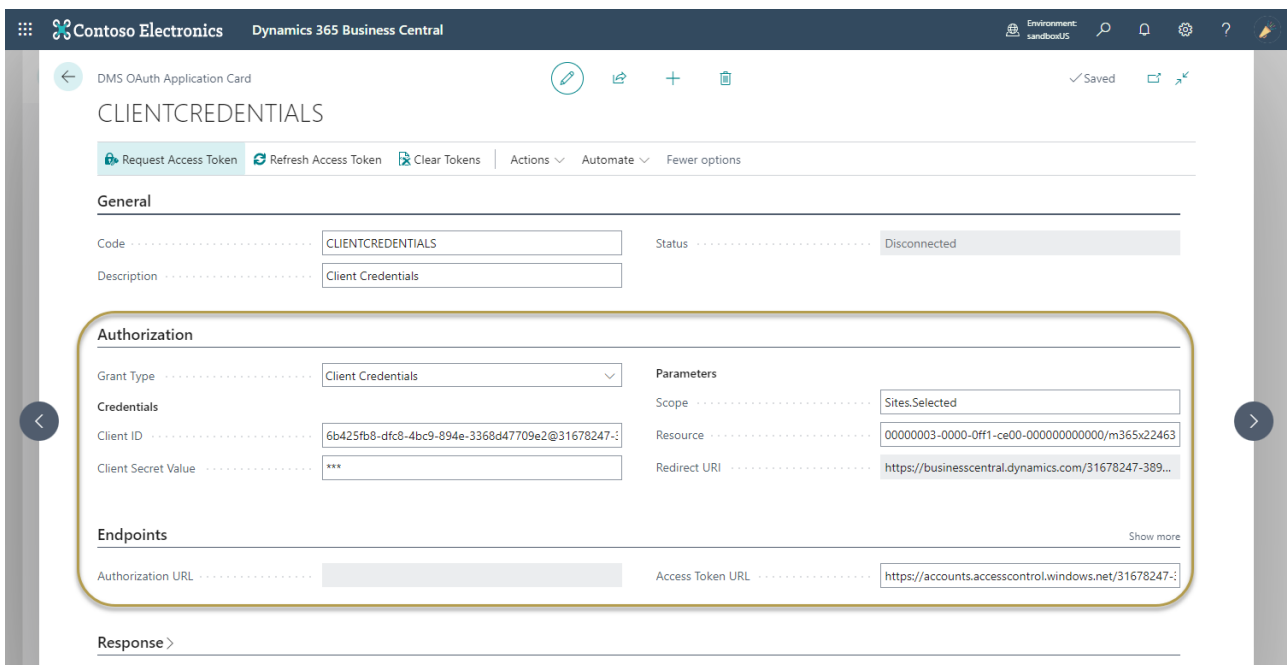 Contoso Electronics Dynamics 365 Business Central Environment: sandboxUS ?
DMS OAuth Application Card Saved
CLIENTCREDENTIALS
Request Access Token Refresh Access Token Clear Tokens Actions Automate Fewer options
General
Code CLIENTCREDENTIALS Status Disconnected
Description Client Credentials
Authorization
Grant Type Client Credentials Parameters
Credentials Scope Sites.Selected
Client ID 6b425fb8-dfc8-4bc9-894e-3368d47709e2@31678247-3 Resource 00000003-0000-0ff1-ce00-000000000000/m365x22463
Client Secret Value *** Redirect URI https://businesscentral.dynamics.com/31678247-389...
Endpoints Show more
Authorization URL Access Token URL https://accounts.accesscontrol.windows.net/31678247-3
Response >